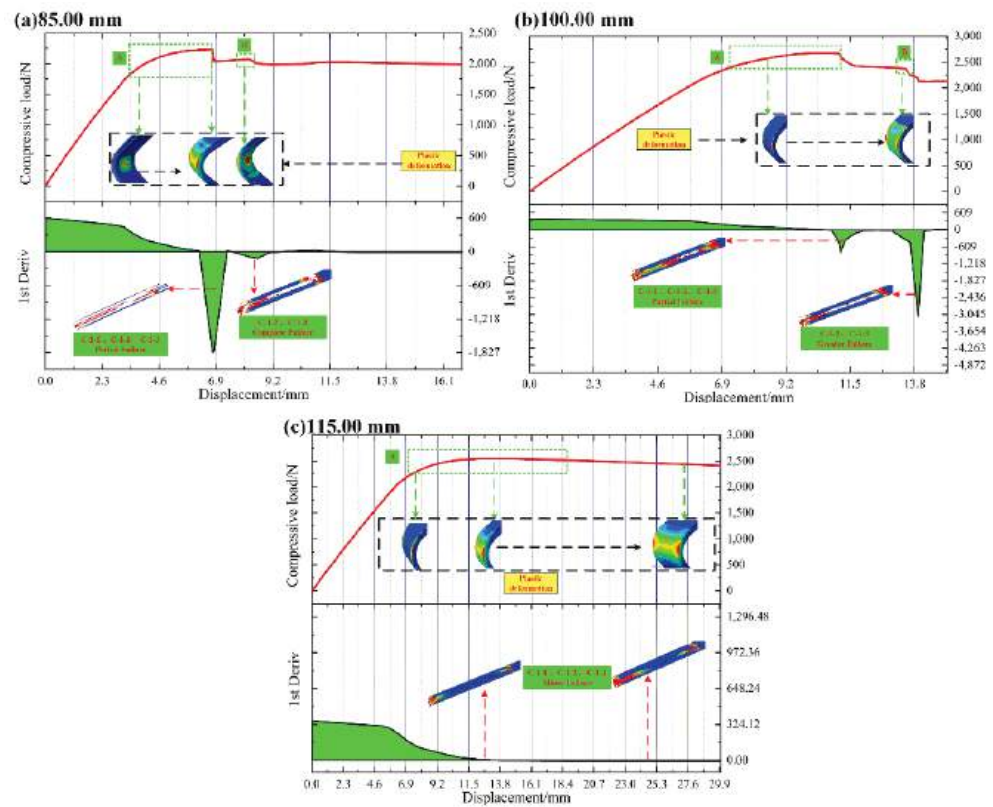 (a)85.00 mm
A
B
2,500
2,000
1,500
1,000
500
0
Compressive load/N
Plastic
deformation
609
0
-609
-1,218
-1,827
1st Deriv
Partial Failure
Complete Failure
0.0 2.3 4.6 6.9 9.2 11.5 13.8 16.1
Displacement/mm
(b)100.00 mm
A
B
3,000
2,500
2,000
1,500
1,000
500
0
Compressive load/N
Plastic
deformation
609
0
-609
-1,218
-1,827
-2,436
-3,045
-3,654
-4,263
-4,872
1st Deriv
Partial Failure
Greater Failure
0.0 2.3 4.6 6.9 9.2 11.5 13.8
Displacement/mm
(c)115.00 mm
A
3,000
2,500
2,000
1,500
1,000
500
0
Compressive load/N
Plastic
deformation
1,296.48
972.36
648.24
324.12
0.00
1st Deriv
0.0 2.3 4.6 6.9 9.2 11.5 13.8 16.1 18.4 20.7 23.0 25.3 27.6 29.9
Displacement/mm